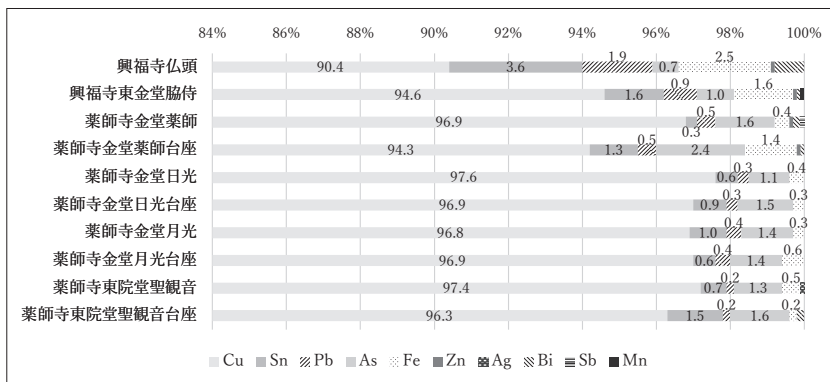 84% 86% 88% 90% 92% 94% 96% 98% 100%
興福寺仏頭 90.4 3.6 1.9 0.7 2.5
興福寺東金堂脇侍 94.6 1.6 0.9 1.0 1.6
薬師寺金堂薬師 96.9 0.3 0.5 1.6 0.4
薬師寺金堂薬師台座 94.3 1.3 0.5 2.4 1.4
薬師寺金堂日光 97.6 0.6 0.3 1.1 0.4
薬師寺金堂日光台座 96.9 0.9 0.3 1.5 0.3
薬師寺金堂月光 96.8 1.0 0.4 1.4 0.3
薬師寺金堂月光台座 96.9 0.6 0.4 1.4 0.6
薬師寺東院堂聖観音 97.4 0.7 0.2 1.3 0.5
薬師寺東院堂聖観音台座 96.3 1.5 0.2 1.6 0.2
Cu Sn Pb As Fe Zn Ag Bi Sb Mn